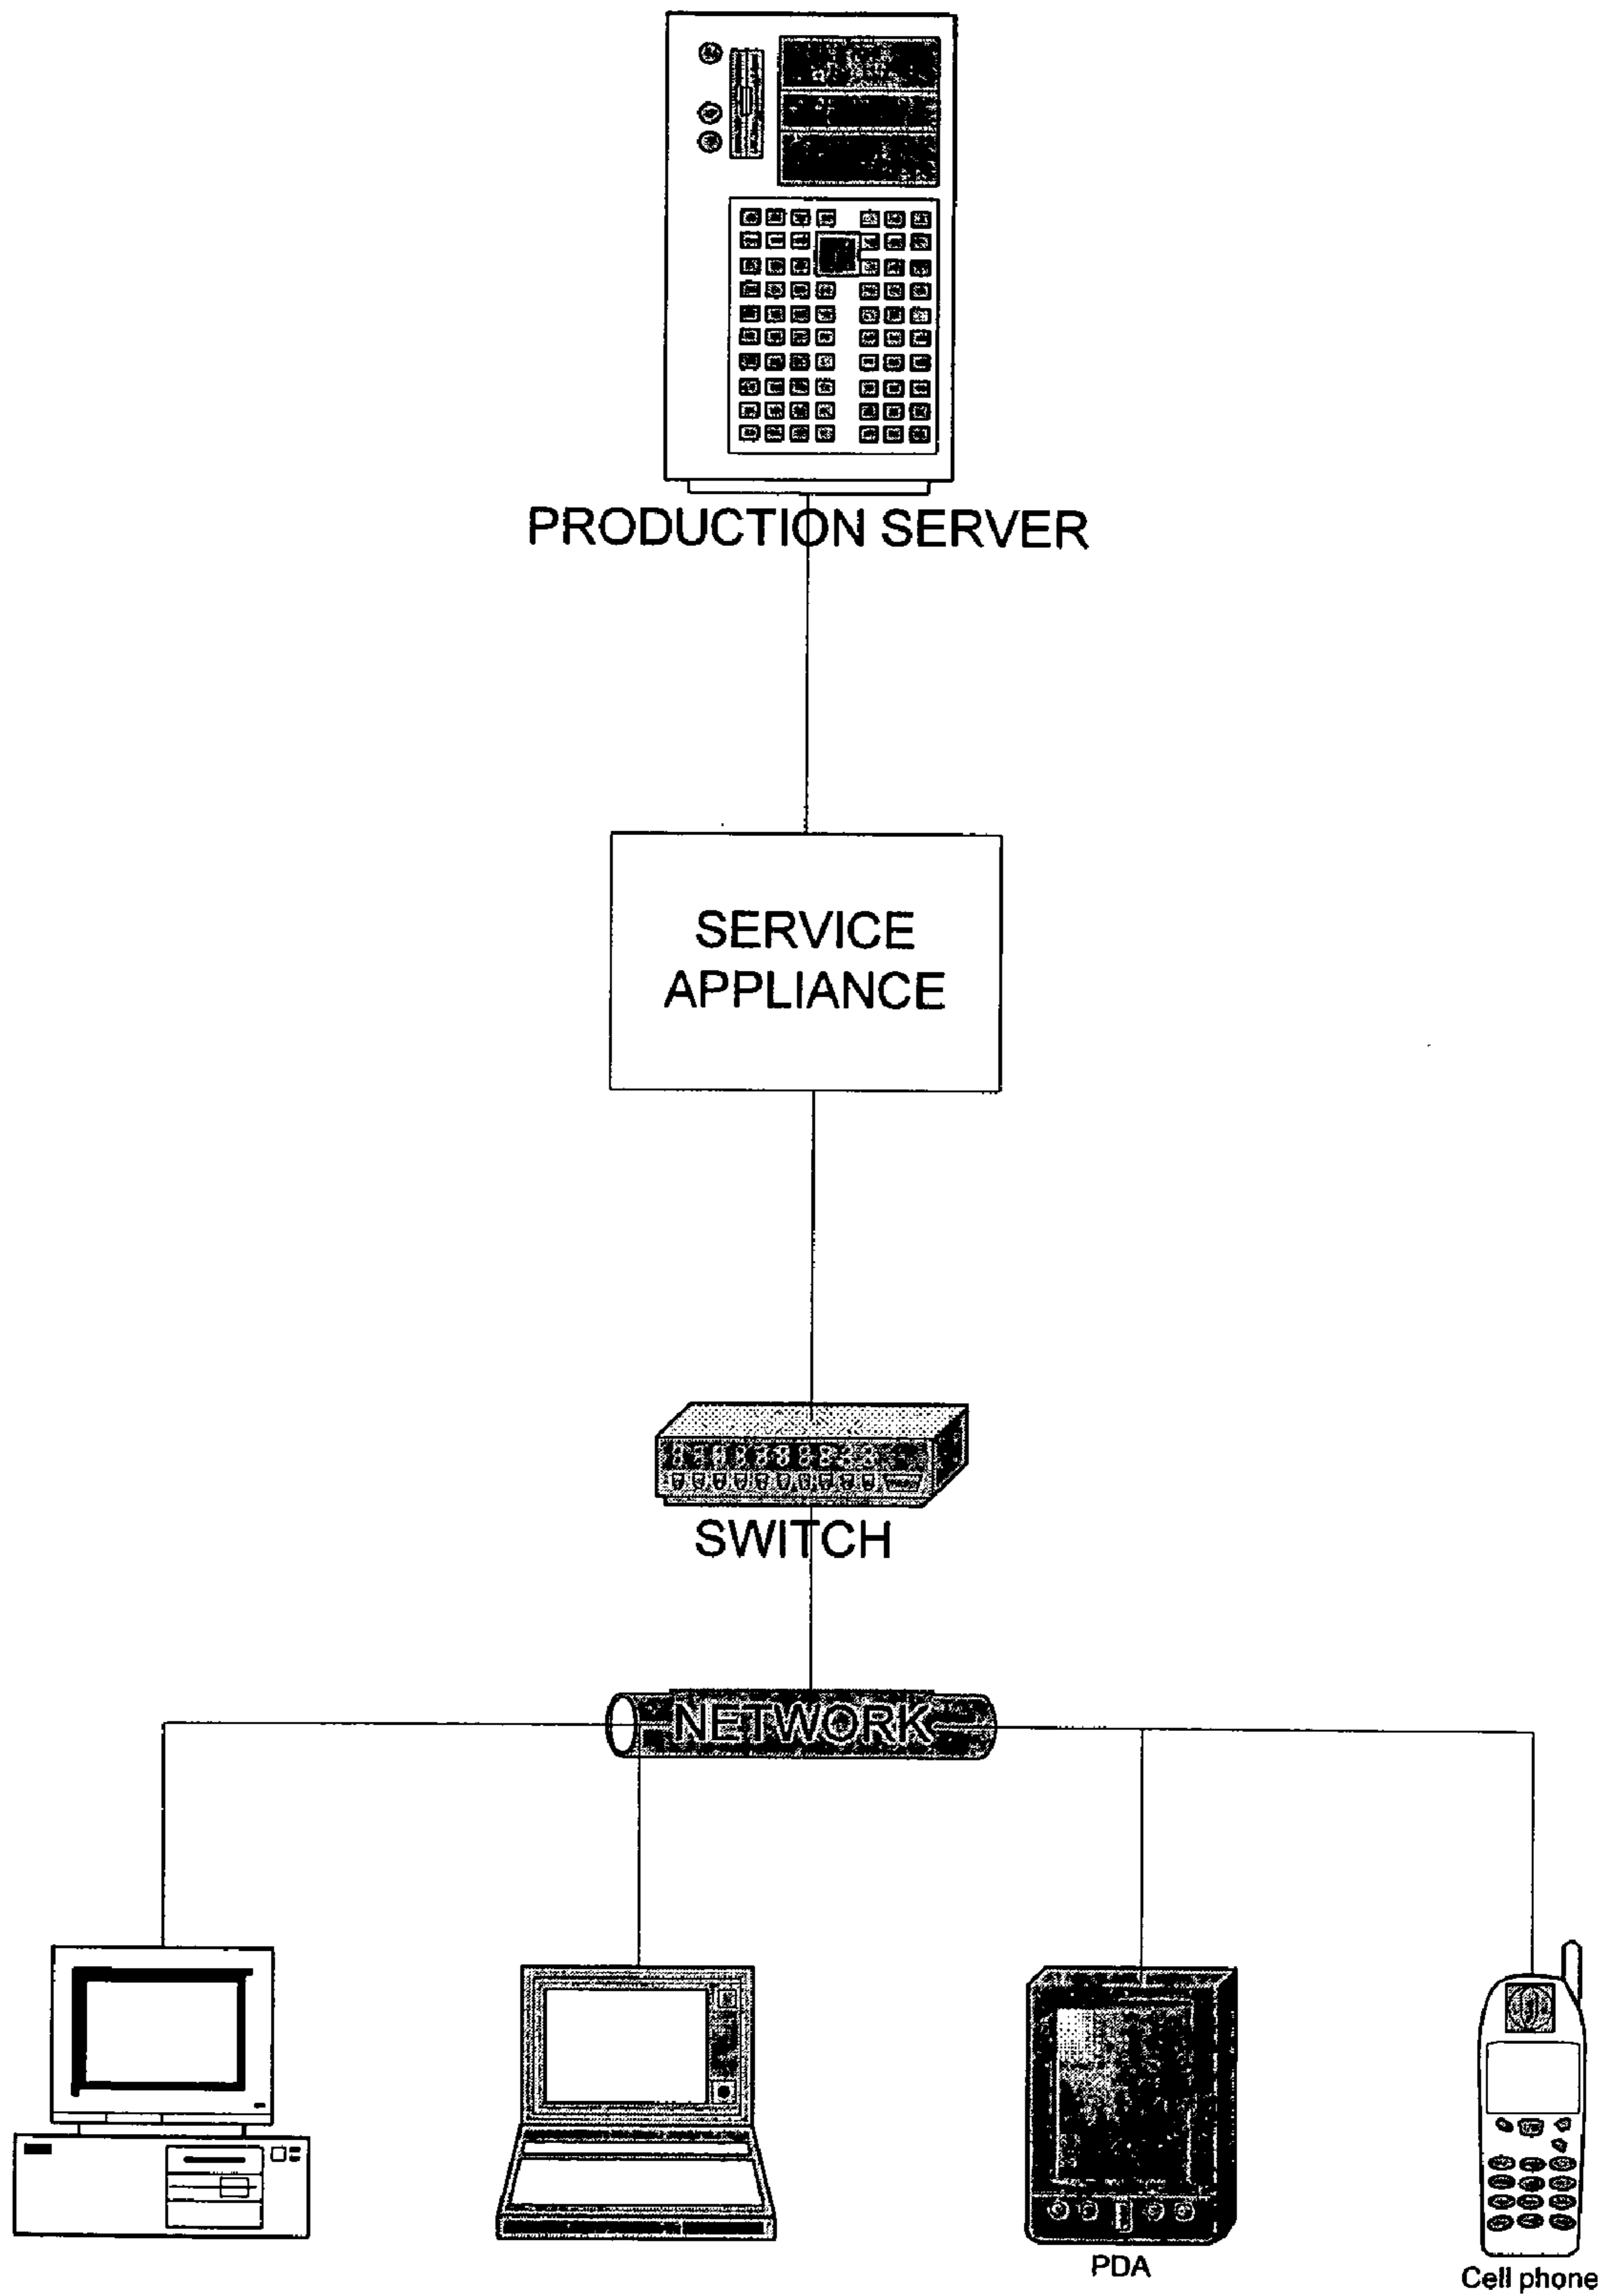 PRODUCTION SERVER
SERVICE
APPLIANCE
SWITCH
NETWORK
PDA
Cell phone